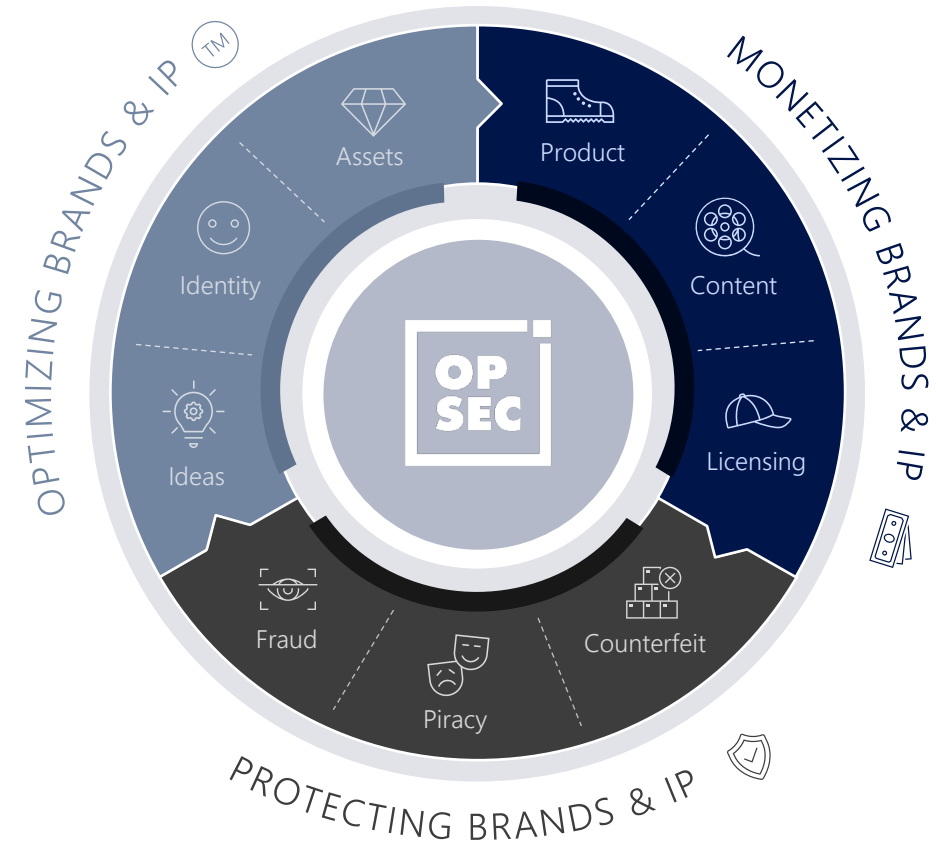 OPTIMIZING BRANDS & IP
TM
MONETIZING BRANDS & IP
Assets
Product
Identity
Content
Ideas
Licensing
OP
SEC
Fraud
Piracy
Counterfeit
PROTECTING BRANDS & IP